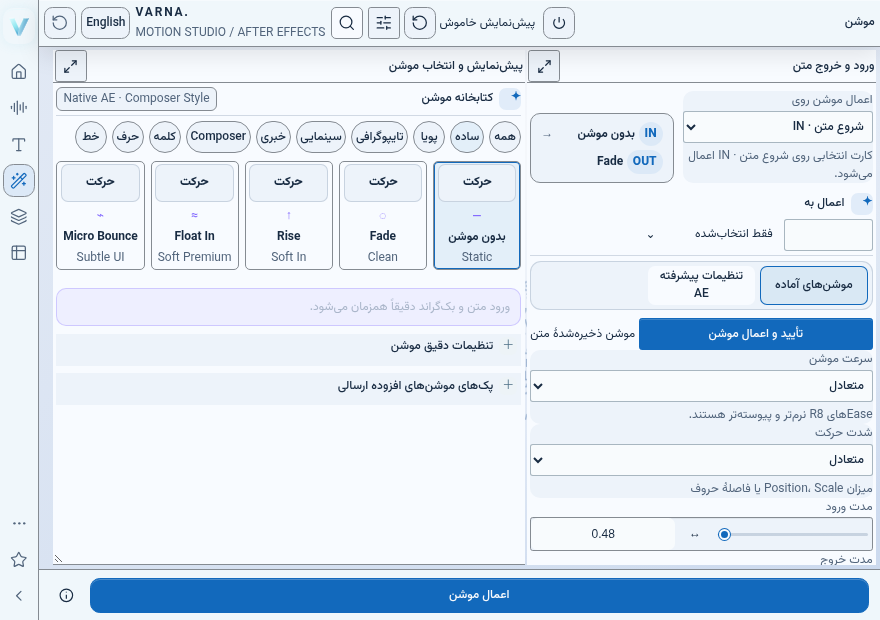 موشن
پیش‌نمایش خاموش
VARNA.
MOTION STUDIO / AFTER EFFECTS
English
ورود و خروج متن
اعمال موشن روی
شروع متن · IN
کارت انتخابی روی شروع متن · IN اعمال
می‌شود.
IN بدون موشن →
OUT Fade
اعمال به
فقط انتخاب‌شده
موشن‌های آماده
تنظیمات پیشرفته
AE
تأیید و اعمال موشن
موشن ذخیره‌شدهٔ متن
سرعت موشن
متعادل
Easeهای R8 نرم‌تر و پیوسته‌تر هستند.
شدت حرکت
متعادل
میزان Position، Scale یا فاصلهٔ حروف
مدت ورود
↔ 0.48
مدت خروج
پیش‌نمایش و انتخاب موشن
کتابخانه موشن
Native AE · Composer Style
همه
ساده
پویا
تایپوگرافی
سینمایی
خبری
Composer
کلمه
حرف
خط
حرکت
بدون موشن
Static
حرکت
Fade
Clean
حرکت
↑
Rise
Soft In
حرکت
≈
Float In
Soft Premium
حرکت
Micro Bounce
Subtle UI
ورود متن و بک‌گراند دقیقاً همزمان می‌شود.
+ تنظیمات دقیق موشن
+ پک‌های موشن‌های افزوده ارسالی
اعمال موشن